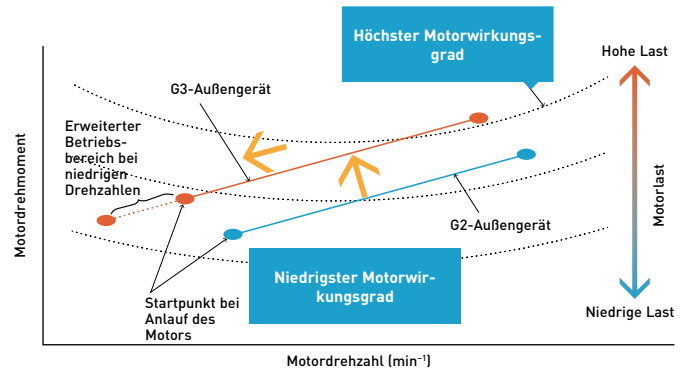 Höchster Motorwirkungs-
grad
Hohe Last
G3-Außengerät
Erweiterter
Betriebs-
bereich bei
niedrigen
Drehzahlen
Motordrehmoment
Motorlast
G2-Außengerät
Niedrigster Motorwir-
kungsgrad
Startpunkt bei
Anlauf des
Motors
Niedrige Last
Motordrehzahl (min⁻¹)